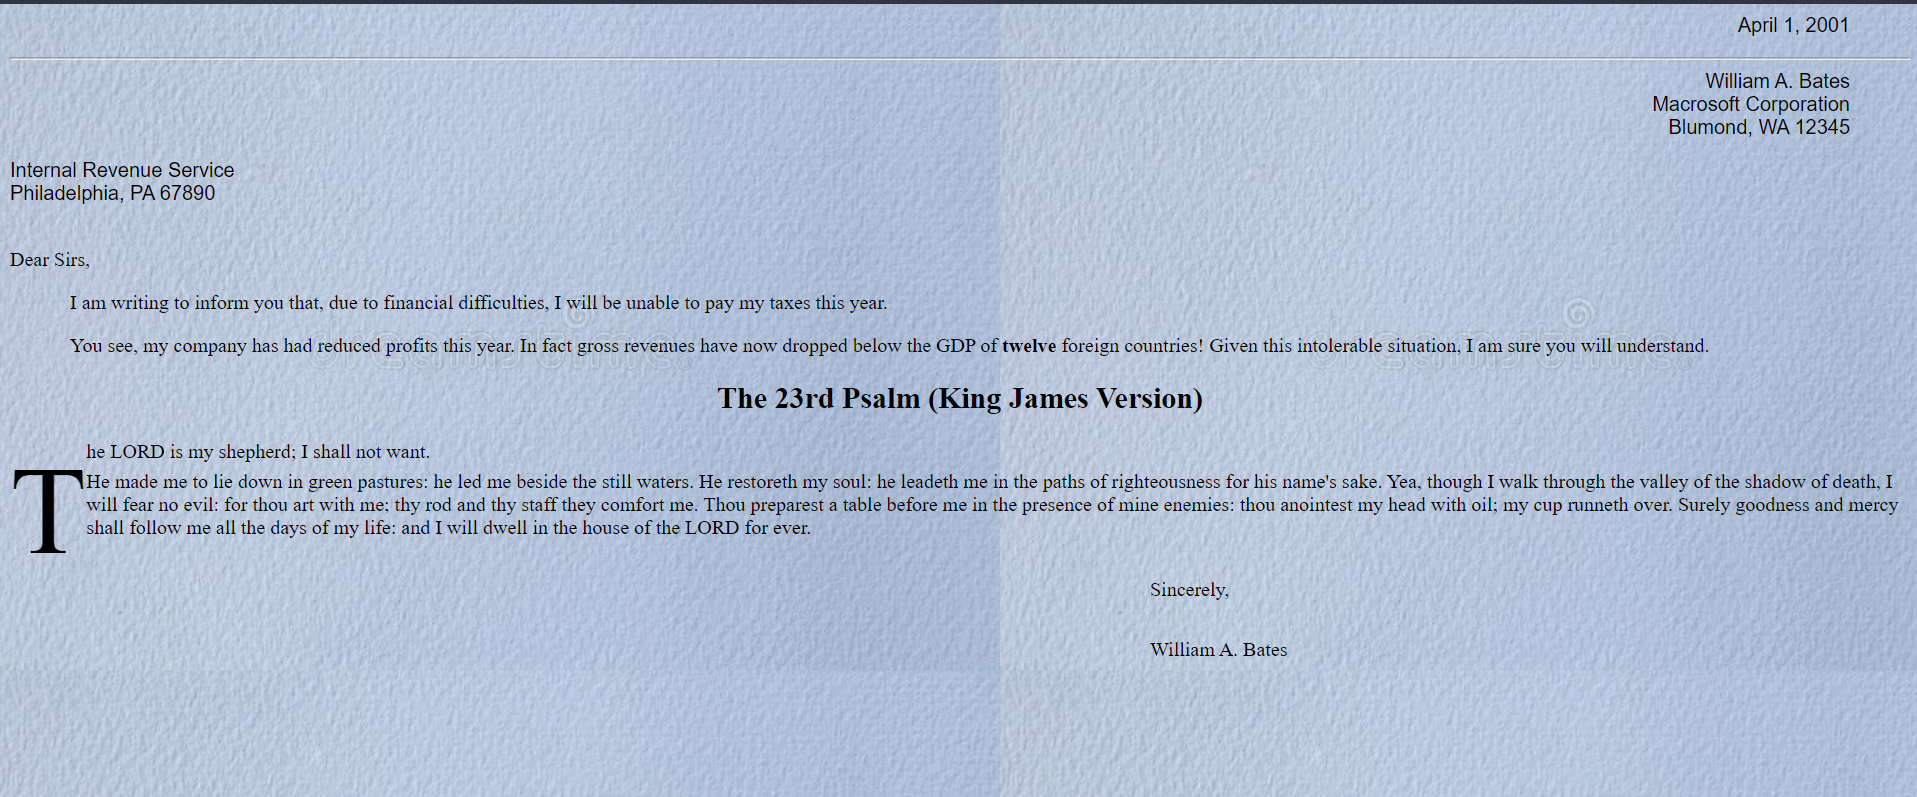 April 1, 2001
William A. Bates
Macrosoft Corporation
Blumond, WA 12345
Internal Revenue Service
Philadelphia, PA 67890
Dear Sirs,
I am writing to inform you that, due to financial difficulties, I will be unable to pay my taxes this year.
You see, my company has had reduced profits this year. In fact gross revenues have now dropped below the GDP of twelve foreign countries! Given this intolerable situation, I am sure you will understand.
The 23rd Psalm (King James Version)
The LORD is my shepherd; I shall not want.
He made me to lie down in green pastures: he led me beside the still waters. He restoreth my soul: he leadeth me in the paths of righteousness for his name's sake. Yea, though I walk through the valley of the shadow of death, I
will fear no evil: for thou art with me; thy rod and thy staff they comfort me. Thou preparest a table before me in the presence of mine enemies: thou anointest my head with oil; my cup runneth over. Surely goodness and mercy
shall follow me all the days of my life: and I will dwell in the house of the LORD for ever.
Sincerely,
William A. Bates
dreamstime
dreamstime